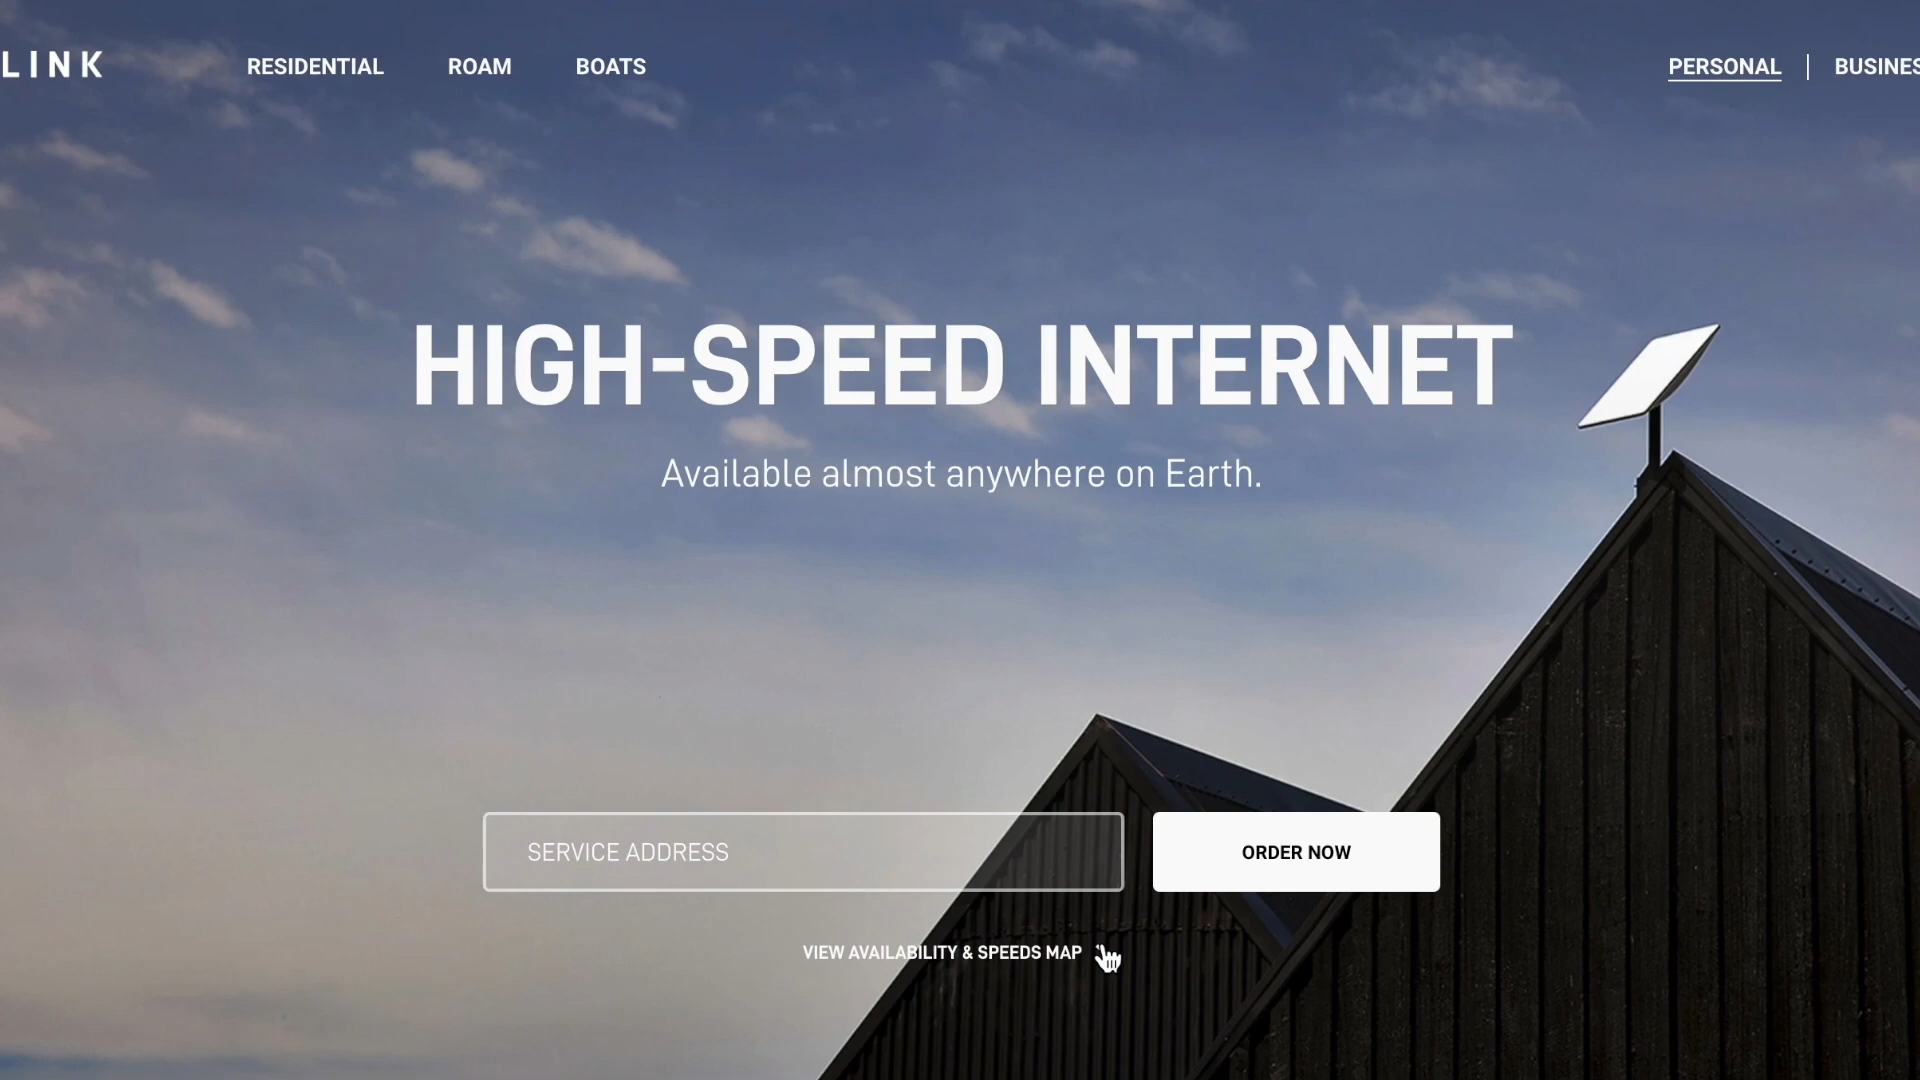 LINK
RESIDENTIAL
ROAM
BOATS
PERSONAL
BUSINES
HIGH-SPEED INTERNET
Available almost anywhere on Earth.
SERVICE ADDRESS
ORDER NOW
VIEW AVAILABILITY & SPEEDS MAP